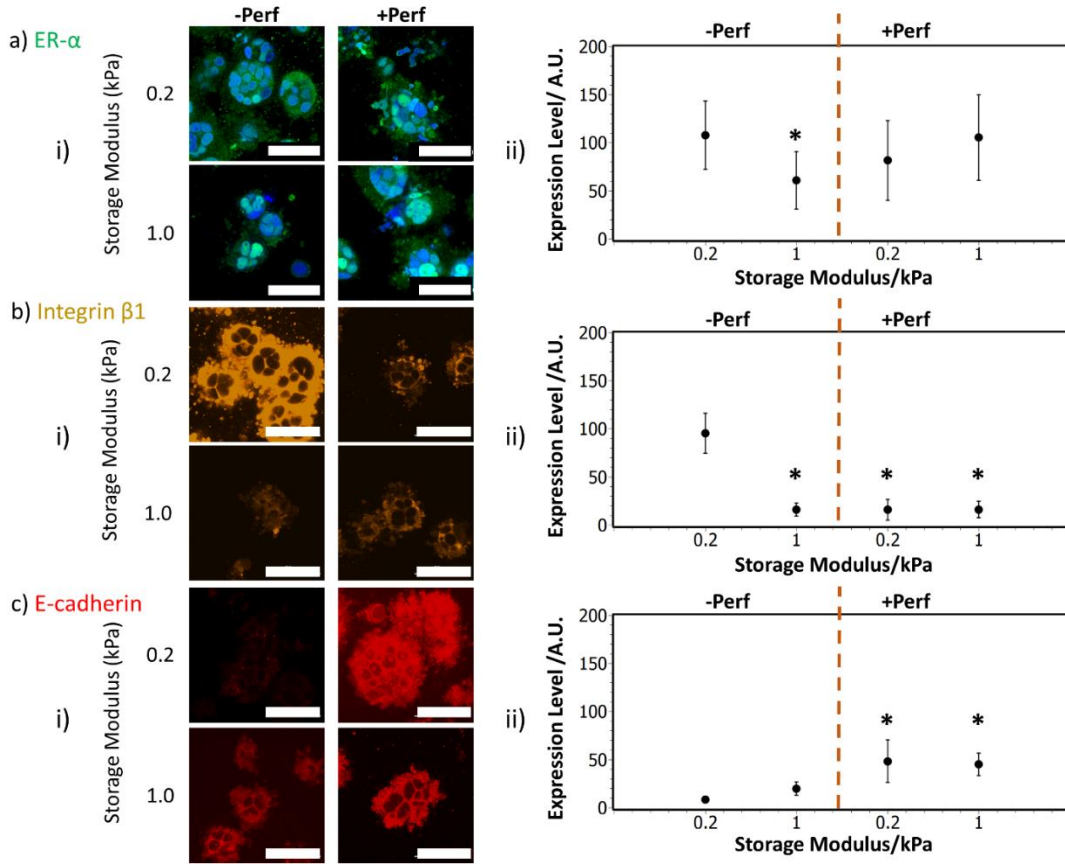 -Perf +Perf
a) ER-α
Storage Modulus (kPa)
0.2
i)
1.0
ii)
-Perf +Perf
Expression Level/ A.U.
200
150
100
50
0
*
0.2 1 0.2 1
Storage Modulus/kPa
b) Integrin β1
Storage Modulus (kPa)
0.2
i)
1.0
ii)
-Perf +Perf
Expression Level /A.U.
200
150
100
50
0
* * *
0.2 1 0.2 1
Storage Modulus/kPa
c) E-cadherin
Storage Modulus (kPa)
0.2
i)
1.0
ii)
-Perf +Perf
Expression Level /A.U.
200
150
100
50
0
* *
0.2 1 0.2 1
Storage Modulus/kPa